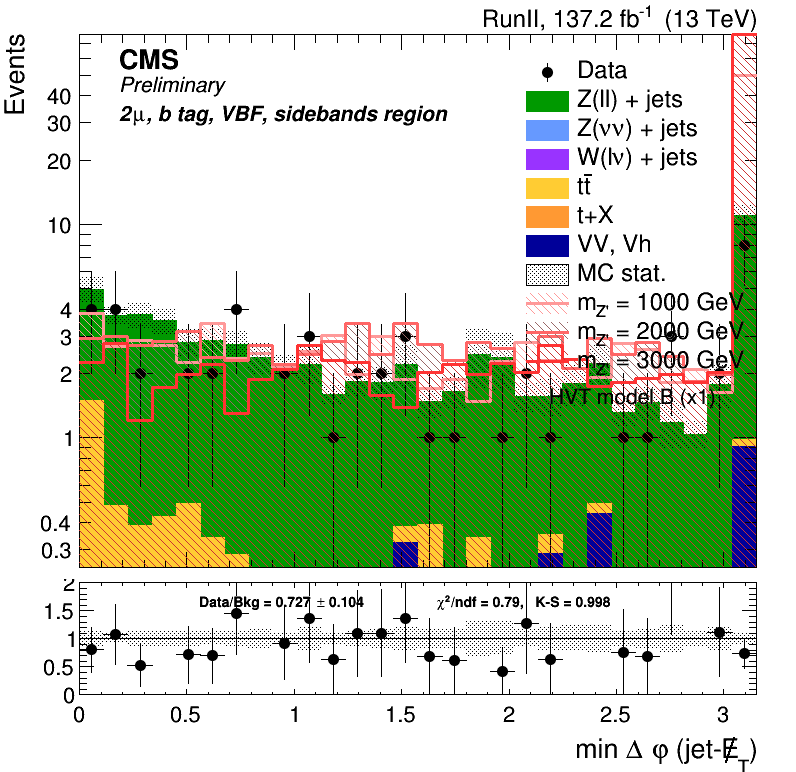 RunII, 137.2 fb⁻¹ (13 TeV)
CMS
Preliminary
2μ, b tag, VBF, sidebands region
Events
Data
Z(ll) + jets
Z(νν) + jets
W(lν) + jets
tt̄
t+X
VV, Vh
MC stat.
m_Z' = 1000 GeV
m_Z' = 2000 GeV
m_Z' = 3000 GeV
HVT model B (x1)
40
30
20
10
4
3
2
1
0.4
0.3
Data/Bkg = 0.727 ± 0.104 χ²/ndf = 0.79, K-S = 0.998
2
1.5
1
0.5
0
0 0.5 1 1.5 2 2.5 3
min Δ φ (jet-E̸_T)